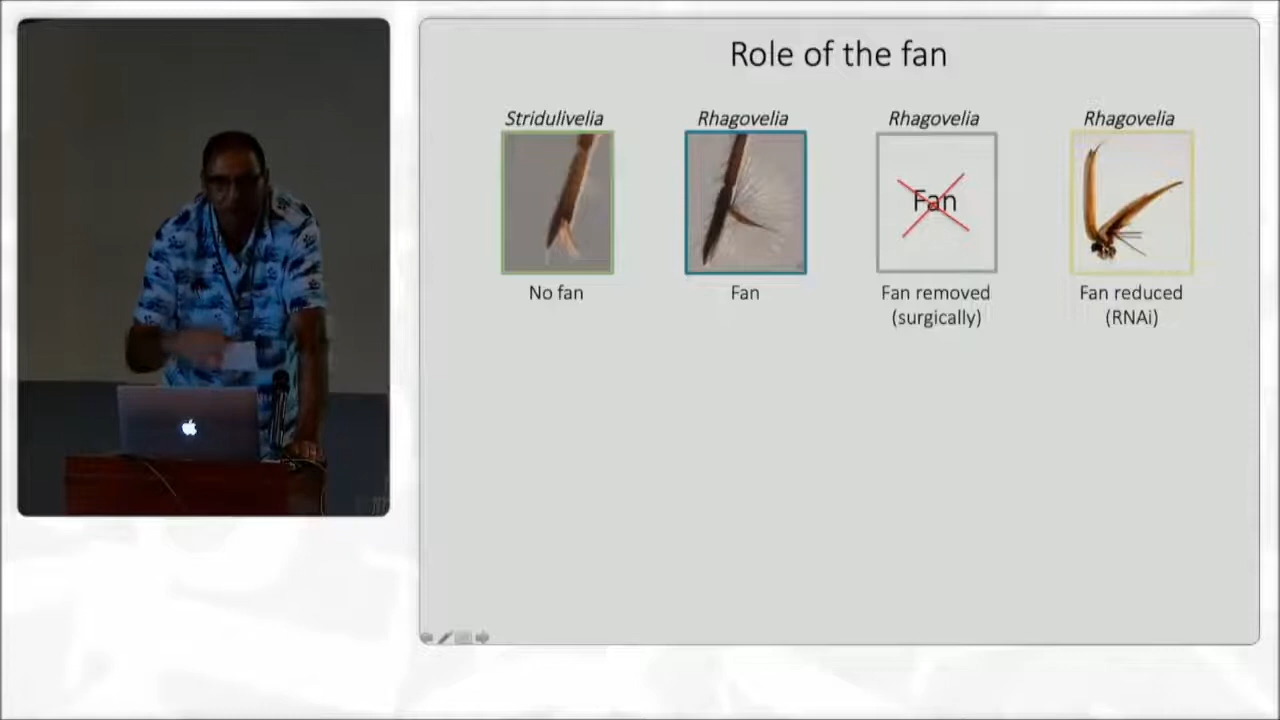 Role of the fan
Stridulivelia
Rhagovelia
Rhagovelia
Rhagovelia
Fan
No fan
Fan
Fan removed
(surgically)
Fan reduced
(RNAi)